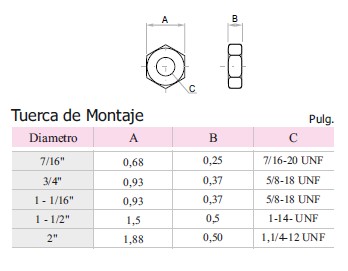 A
B
C
Tuerca de Montaje
Pulg.
Diametro A B C
7/16" 0,68 0,25 7/16-20 UNF
3/4" 0,93 0,37 5/8-18 UNF
1 - 1/16" 0,93 0,37 5/8-18 UNF
1 - 1/2" 1,5 0,5 1-14- UNF
2" 1,88 0,50 1,1/4-12 UNF